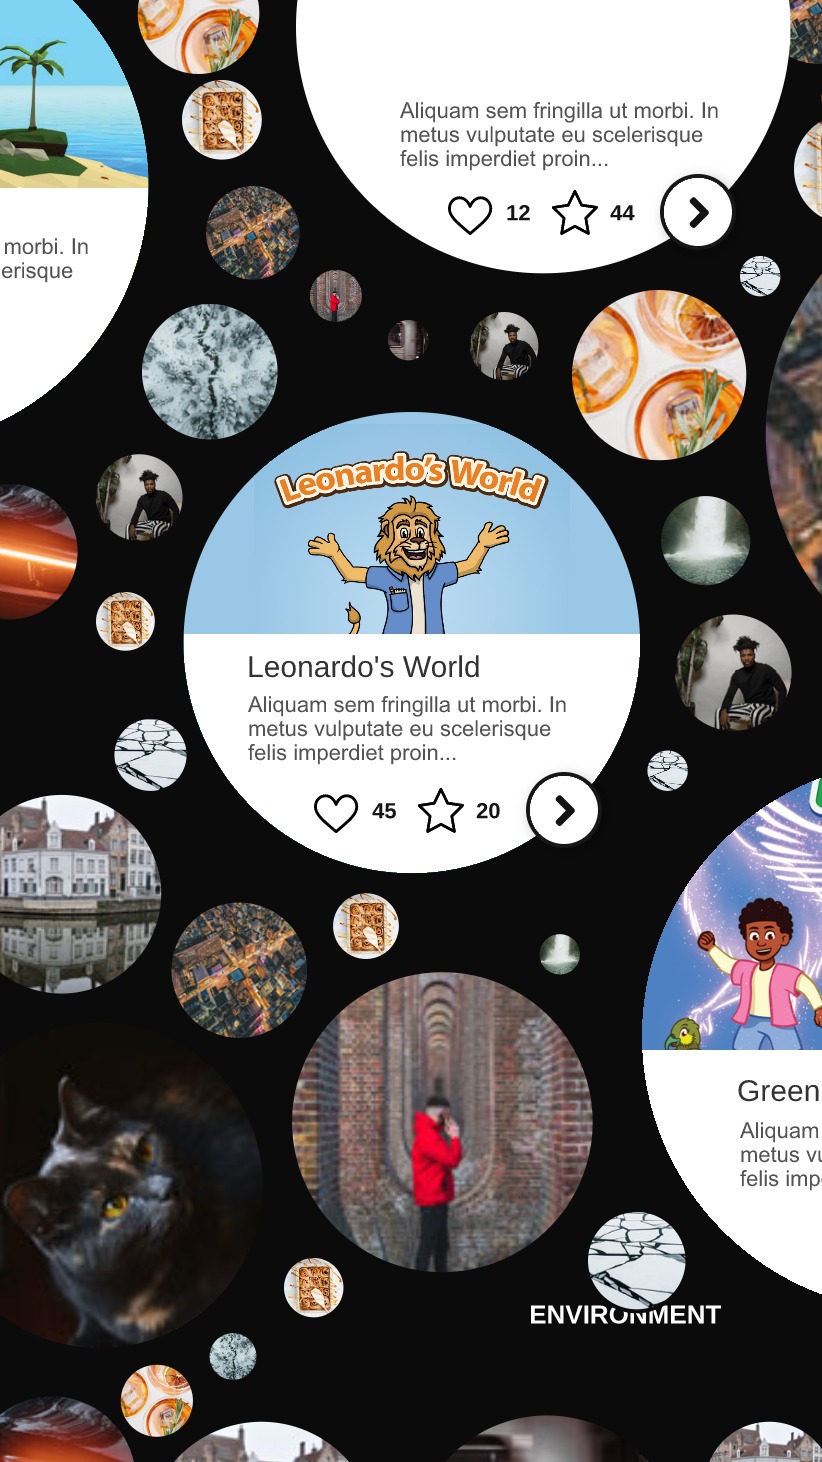 Aliquam sem fringilla ut morbi. In
metus vulputate eu scelerisque
felis imperdiet proin...
12 44
morbi. In
erisque
Leonardo's World
Leonardo's World
Aliquam sem fringilla ut morbi. In
metus vulputate eu scelerisque
felis imperdiet proin...
45 20
Green
Aliquam
metus vu
felis impe
ENVIRONMENT